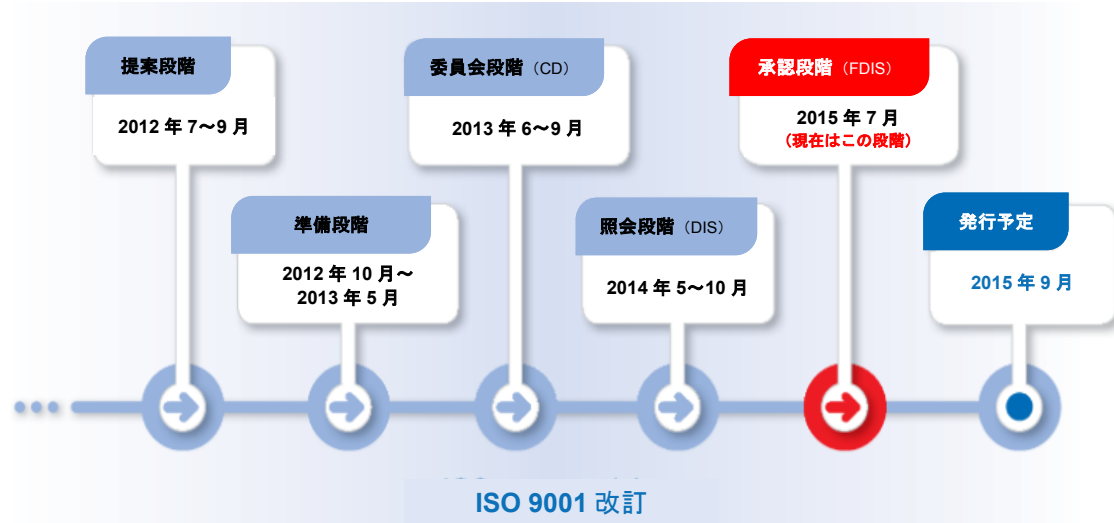 提案段階
2012 年 7~9 月
準備段階
2012 年 10 月~
2013 年 5 月
委員会段階（CD）
2013 年 6~9 月
照会段階（DIS）
2014 年 5~10 月
承認段階（FDIS）
2015 年 7 月
（現在はこの段階）
発行予定
2015 年 9 月
ISO 9001 改訂